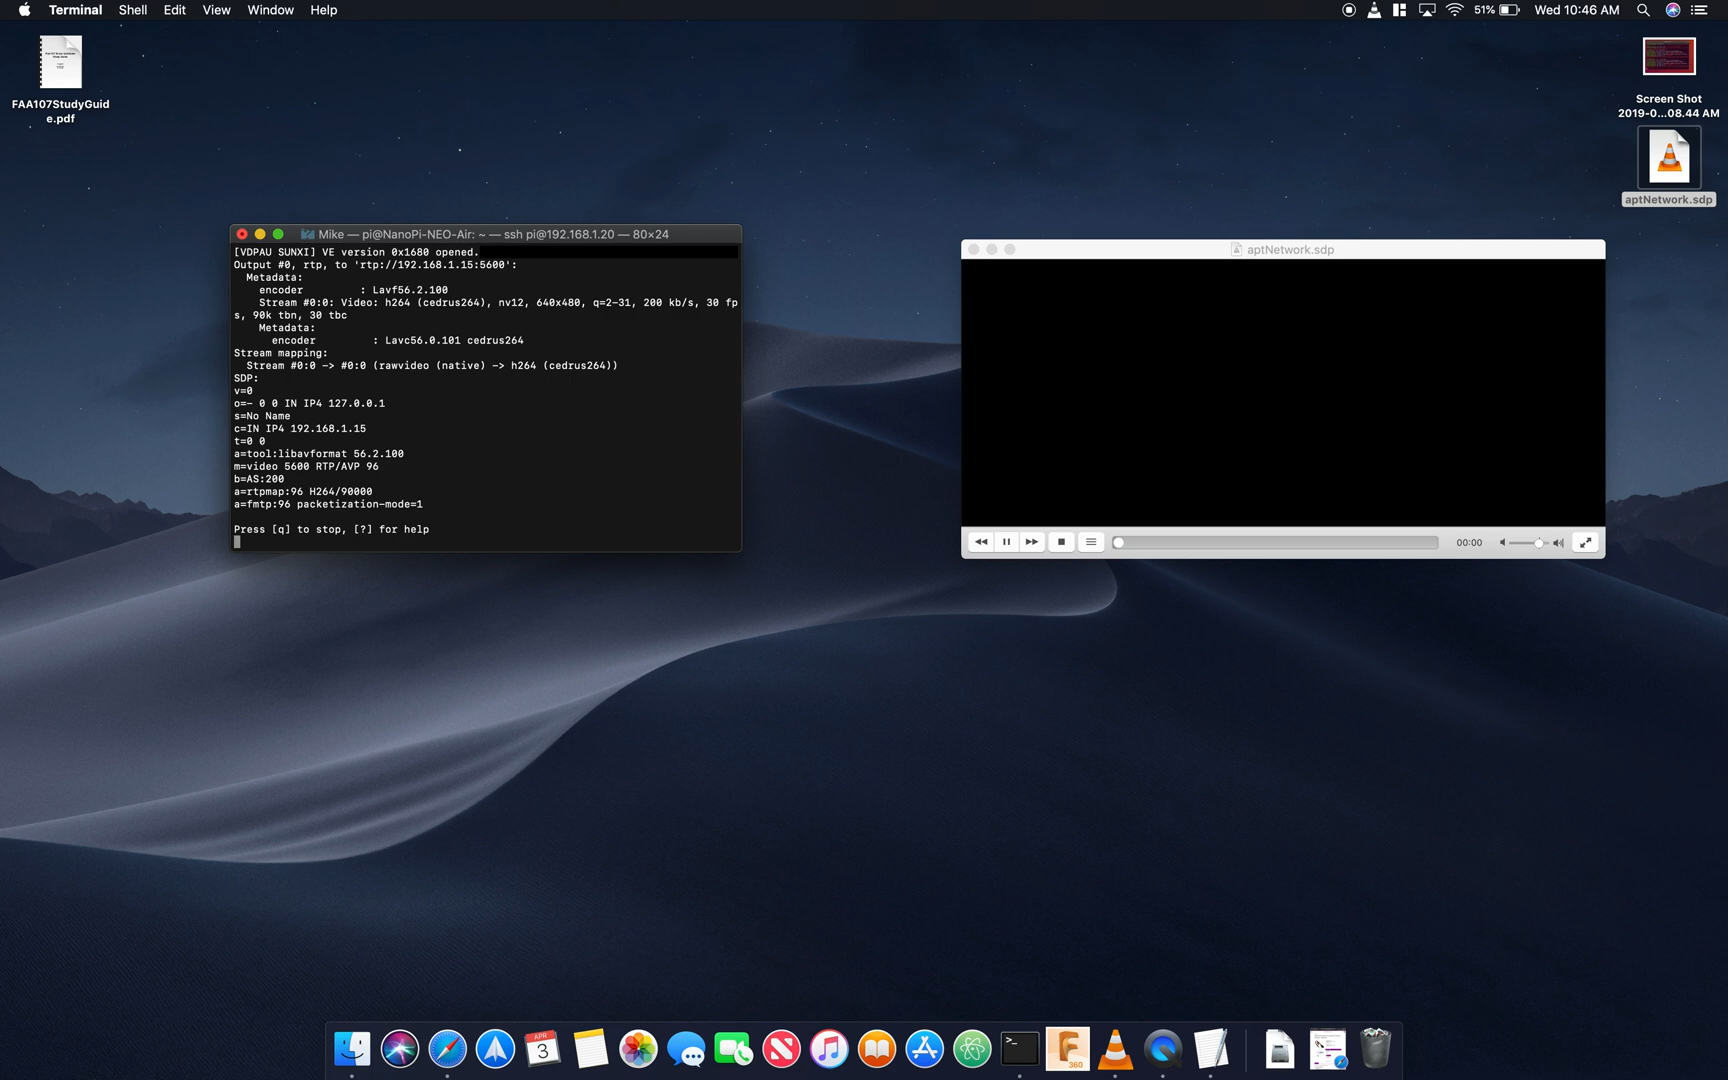 Terminal Shell Edit View Window Help
51% Wed 10:46 AM
FAA107StudyGuid
e.pdf
Screen Shot
2019-0...08.44 AM
aptNetwork.sdp
Mike — pi@NanoPi-NEO-Air: ~ — ssh pi@192.168.1.20 — 80×24
[VDPAU SUNXI] VE version 0x1680 opened.
Output #0, rtp, to 'rtp://192.168.1.15:5600':
Metadata:
encoder : Lavf56.2.100
Stream #0:0: Video: h264 (cedrus264), nv12, 640x480, q=2-31, 200 kb/s, 30 fp
s, 90k tbn, 30 tbc
Metadata:
encoder : Lavc56.0.101 cedrus264
Stream mapping:
Stream #0:0 -> #0:0 (rawvideo (native) -> h264 (cedrus264))
SDP:
v=0
o=- 0 0 IN IP4 127.0.0.1
s=No Name
c=IN IP4 192.168.1.15
t=0 0
a=tool:libavformat 56.2.100
m=video 5600 RTP/AVP 96
b=AS:200
a=rtpmap:96 H264/90000
a=fmtp:96 packetization-mode=1
Press [q] to stop, [?] for help
aptNetwork.sdp
00:00
APR
3
>_
360